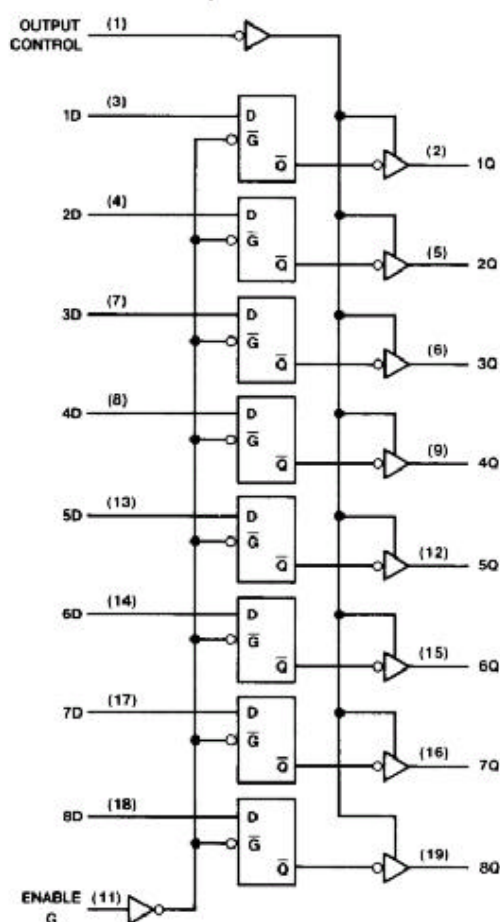 OUTPUT CONTROL (1)
1D (3) D G̅ Q̅ (2) 1Q
2D (4) D G̅ Q̅ (5) 2Q
3D (7) D G̅ Q̅ (6) 3Q
4D (8) D G̅ Q̅ (9) 4Q
5D (13) D G̅ Q̅ (12) 5Q
6D (14) D G̅ Q̅ (15) 6Q
7D (17) D G̅ Q̅ (16) 7Q
8D (18) D G̅ Q̅ (19) 8Q
ENABLE G (11)